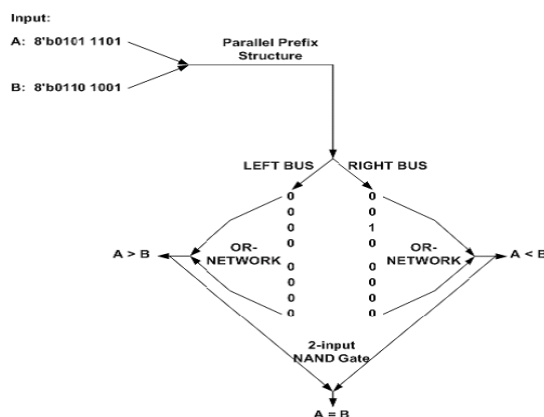 Input:
A: 8'b0101 1101
B: 8'b0110 1001
Parallel Prefix
Structure
LEFT BUS
RIGHT BUS
0 0
0 0
0 1
0 0
OR-
NETWORK
OR-
NETWORK
A > B
A < B
0 0
0 0
0 0
0 0
2-input
NAND Gate
A = B